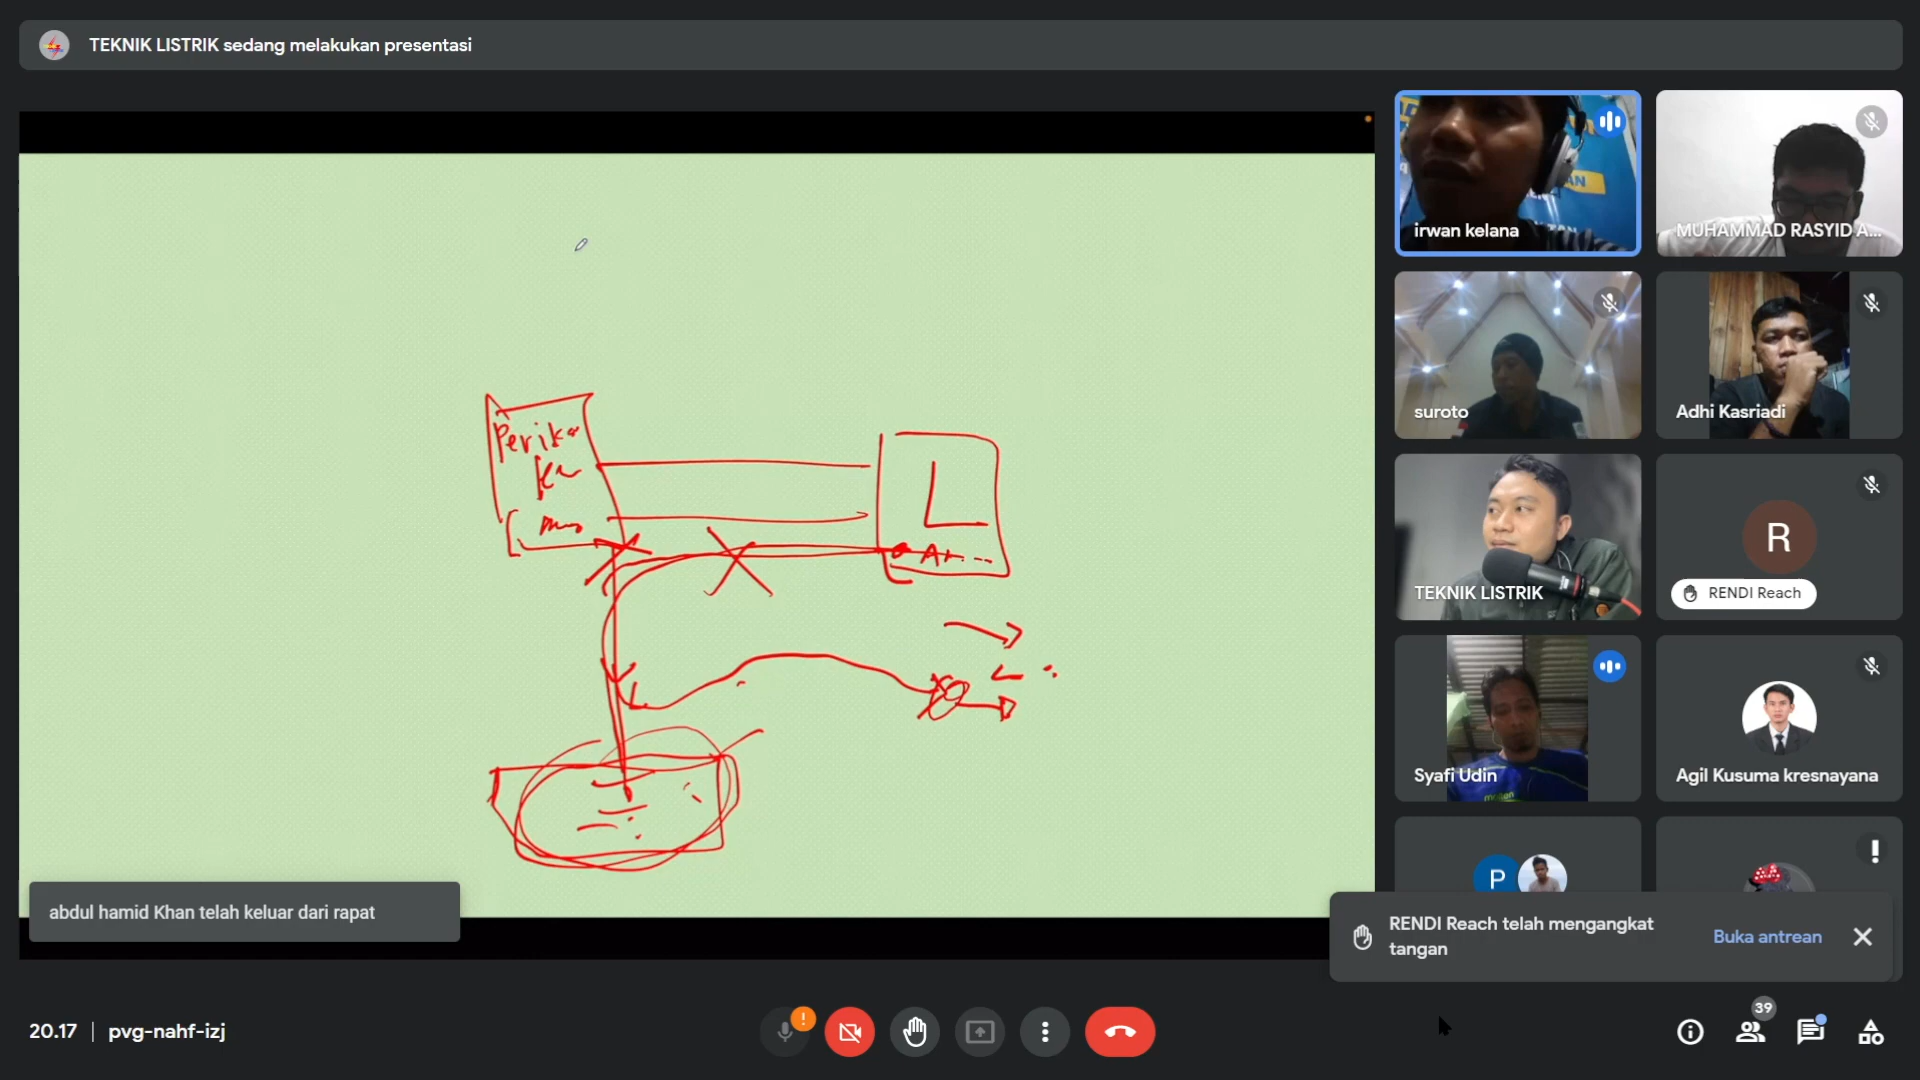 TEKNIK LISTRIK sedang melakukan presentasi
irwan kelana
MUHAMMAD RASYID A...
suroto
Adhi Kasriadi
Perika
L
TEKNIK LISTRIK
R
RENDI Reach
Syafi Udin
Agil Kusuma kresnayana
P
abdul hamid Khan telah keluar dari rapat
RENDI Reach telah mengangkat
tangan
Buka antrean
20.17 | pvg-nahf-izj
39